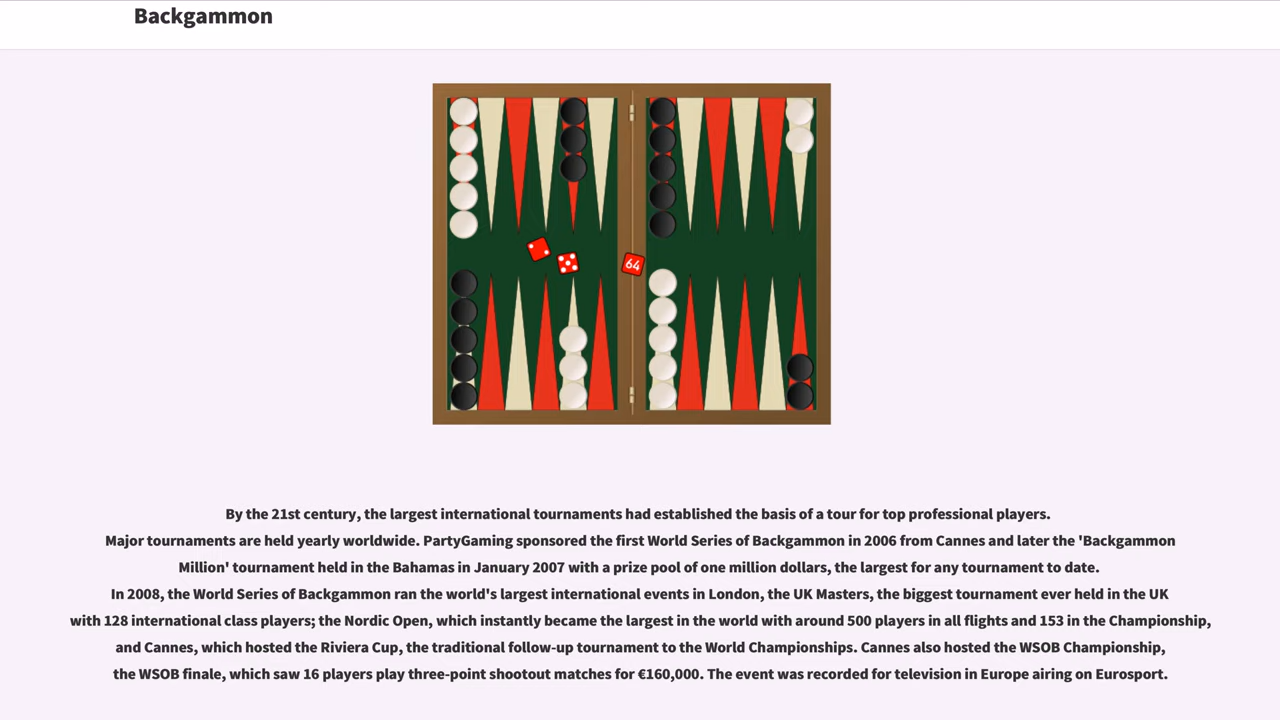 Backgammon
64
By the 21st century, the largest international tournaments had established the basis of a tour for top professional players.
Major tournaments are held yearly worldwide. PartyGaming sponsored the first World Series of Backgammon in 2006 from Cannes and later the 'Backgammon
Million' tournament held in the Bahamas in January 2007 with a prize pool of one million dollars, the largest for any tournament to date.
In 2008, the World Series of Backgammon ran the world's largest international events in London, the UK Masters, the biggest tournament ever held in the UK
with 128 international class players; the Nordic Open, which instantly became the largest in the world with around 500 players in all flights and 153 in the Championship,
and Cannes, which hosted the Riviera Cup, the traditional follow-up tournament to the World Championships. Cannes also hosted the WSOB Championship,
the WSOB finale, which saw 16 players play three-point shootout matches for €160,000. The event was recorded for television in Europe airing on Eurosport.